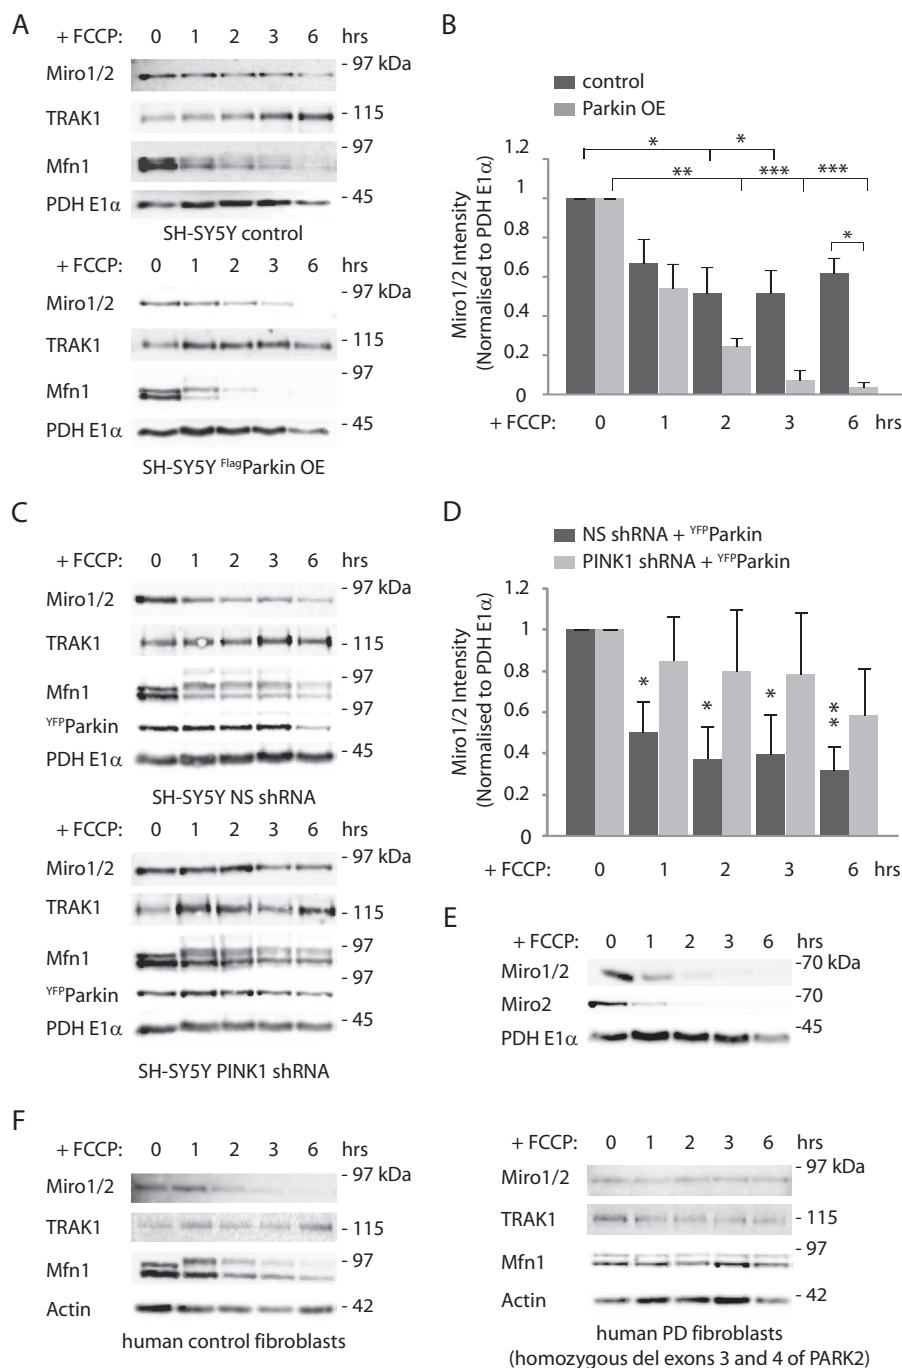 A
+ FCCP: 0 1 2 3 6 hrs
Miro1/2 - 97 kDa
TRAK1 - 115
Mfn1 - 97
PDH E1α - 45
SH-SY5Y control
+ FCCP: 0 1 2 3 6 hrs
Miro1/2 - 97 kDa
TRAK1 - 115
Mfn1 - 97
PDH E1α - 45
SH-SY5Y FlagParkin OE
B
control
Parkin OE
Miro1/2 Intensity
(Normalised to PDH E1α)
1.2
1
0.6
0.4
0.2
0
* *
** *** ***
*
+ FCCP: 0 1 2 3 6 hrs
C
+ FCCP: 0 1 2 3 6 hrs
Miro1/2 - 97 kDa
TRAK1 - 115
Mfn1 - 97
YFPParkin - 97
PDH E1α - 45
SH-SY5Y NS shRNA
+ FCCP: 0 1 2 3 6 hrs
Miro1/2 - 97 kDa
TRAK1 - 115
Mfn1 - 97
YFPParkin - 97
PDH E1α - 45
SH-SY5Y PINK1 shRNA
D
NS shRNA + YFPParkin
PINK1 shRNA + YFPParkin
Miro1/2 Intensity
(Normalised to PDH E1α)
1.2
1
0.8
0.6
0.4
0.2
0
* * * **
+ FCCP: 0 1 2 3 6 hrs
E
+ FCCP: 0 1 2 3 6 hrs
Miro1/2 -70 kDa
Miro2 -70
PDH E1α -45
F
+ FCCP: 0 1 2 3 6 hrs
Miro1/2 - 97 kDa
TRAK1 - 115
Mfn1 - 97
Actin - 42
human control fibroblasts
+ FCCP: 0 1 2 3 6 hrs
Miro1/2 - 97 kDa
TRAK1 - 115
Mfn1 - 97
Actin - 42
human PD fibroblasts
(homozygous del exons 3 and 4 of PARK2)